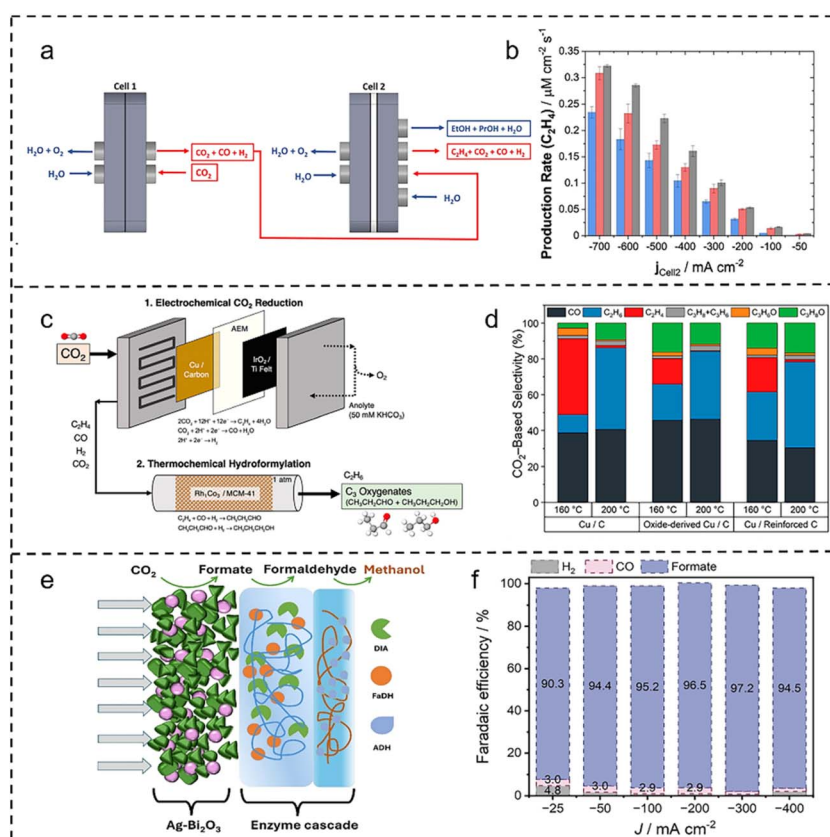 a
Cell 1
Cell 2
H₂O + O₂
H₂O
CO₂ + CO + H₂
CO₂
H₂O + O₂
H₂O
EtOH + PrOH + H₂O
C₂H₄+ CO₂ + CO + H₂
H₂O
b
Production Rate (C₂H₄) / μM cm⁻² s⁻¹
0.35
0.3
0.25
0.2
0.15
0.1
0.05
0
-700 -600 -500 -400 -300 -200 -100 -50
j Cell2 / mA cm⁻²
c
1. Electrochemical CO₂ Reduction
CO₂
Cu /
Carbon
AEM
IrO₂ /
Ti Felt
O₂
Anolyte
(50 mM KHCO₃)
2CO₂ + 12H⁺ + 12e⁻ → C₂H₄ + 4H₂O
CO₂ + 2H⁺ + 2e⁻ → CO + H₂O
2H⁺ + 2e⁻ → H₂
C₂H₄
CO
H₂
CO₂
2. Thermochemical Hydroformylation
1 atm
Rh₁Co₃ / MCM-41
C₂H₆
C₃ Oxygenates
(CH₃CH₂CHO + CH₃CH₂CH₂OH)
C₂H₄ + CO + H₂ → CH₃CH₂CHO
CH₃CH₂CHO + H₂ → CH₃CH₂CH₂OH
d
CO C₂H₆ C₂H₄ C₃H₈+C₃H₆ C₃H₆O C₃H₈O
CO₂–Based Selectivity (%)
100
80
60
40
20
0
160 °C 200 °C 160 °C 200 °C 160 °C 200 °C
Cu / C Oxide-derived Cu / C Cu / Reinforced C
e
CO₂ Formate Formaldehyde Methanol
DIA
FaDH
ADH
Ag-Bi₂O₃ Enzyme cascade
f
H₂ CO Formate
Faradaic efficiency / %
100
80
60
40
20
0
90.3 94.4 95.2 96.5 97.2 94.5
3.0 3.0 2.9 2.9
4.8
−25 −50 −100 −200 −300 −400
J / mA cm⁻²